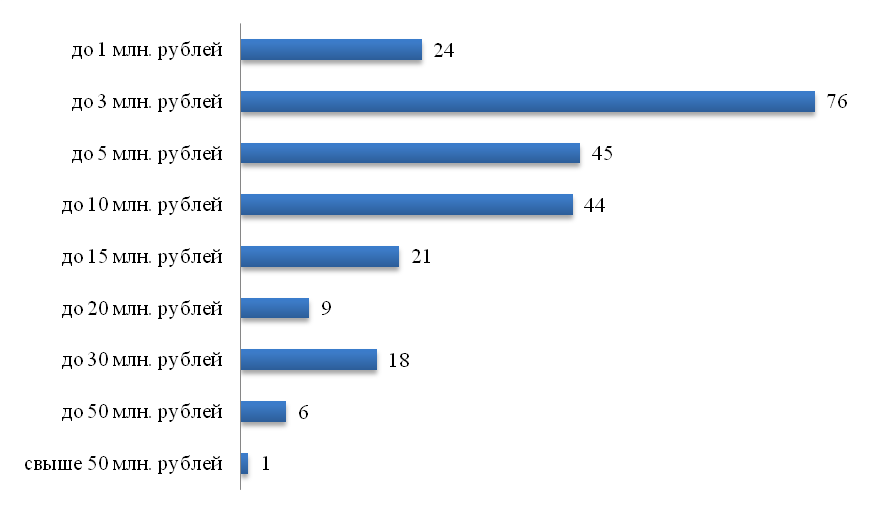 до 1 млн. рублей 24
до 3 млн. рублей 76
до 5 млн. рублей 45
до 10 млн. рублей 44
до 15 млн. рублей 21
до 20 млн. рублей 9
до 30 млн. рублей 18
до 50 млн. рублей 6
свыше 50 млн. рублей 1